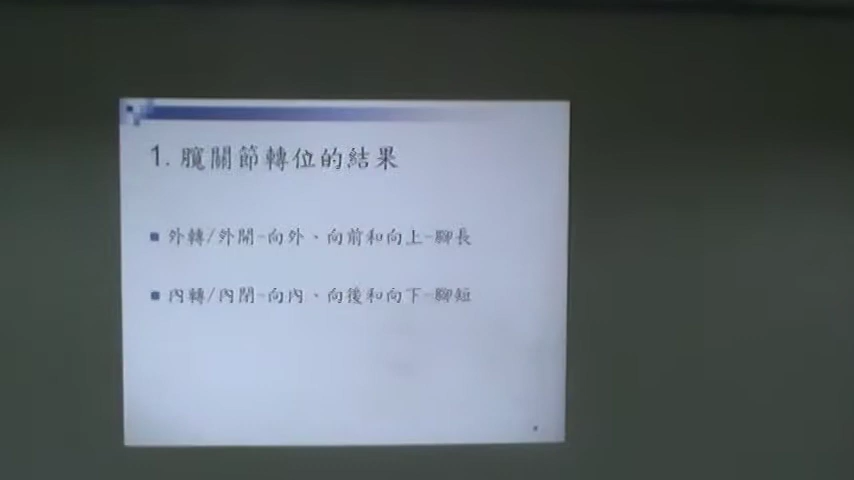 1. 髖關節轉位的結果
外轉/外開-向外、向前和向上-腳長
內轉/內閉-向內、向後和向下-腳短